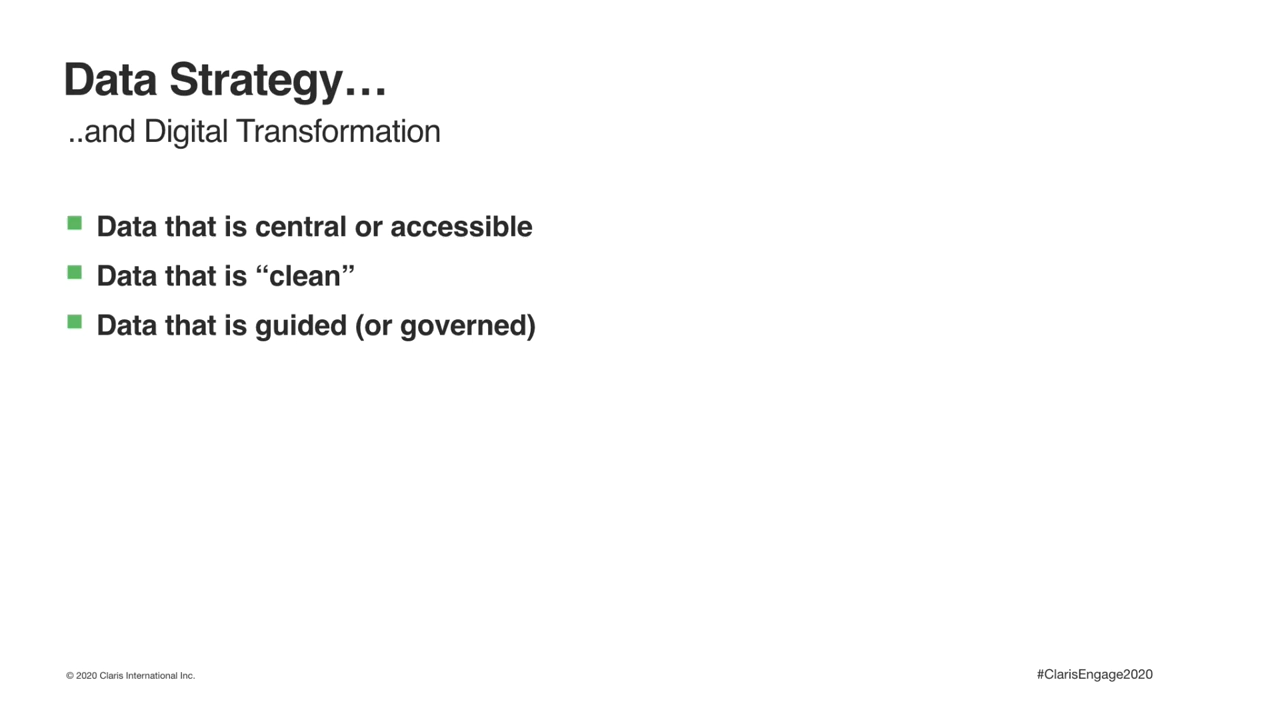 Data Strategy…
..and Digital Transformation
Data that is central or accessible
Data that is “clean”
Data that is guided (or governed)
© 2020 Claris International Inc.
#ClarisEngage2020